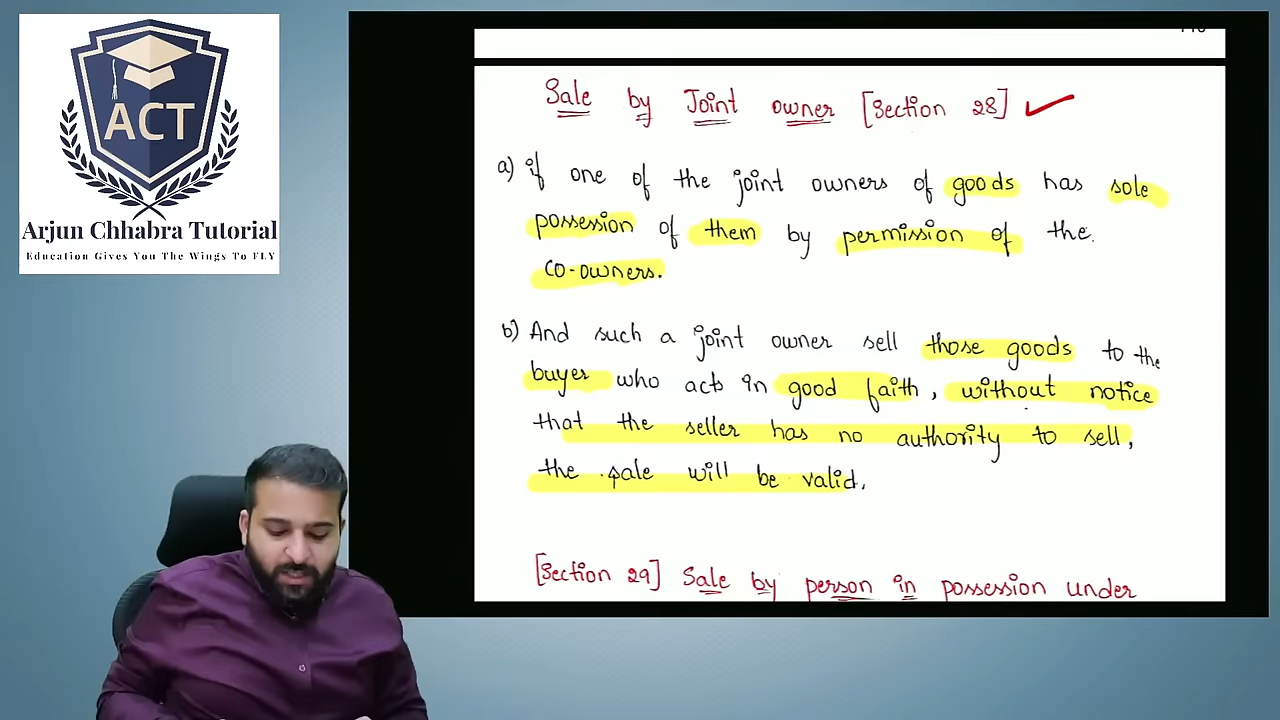 ACT
Arjun Chhabra Tutorial
Education Gives You The Wings To FLY
Sale by Joint owner [Section 28]
a) if one of the joint owners of goods has sole
possession of them by permission of the.
co-owners.
b) And such a joint owner sell those goods to the
buyer who acts in good faith, without notice
that the seller has no authority to sell,
the sale will be valid.
[Section 29] Sale by person in possession under